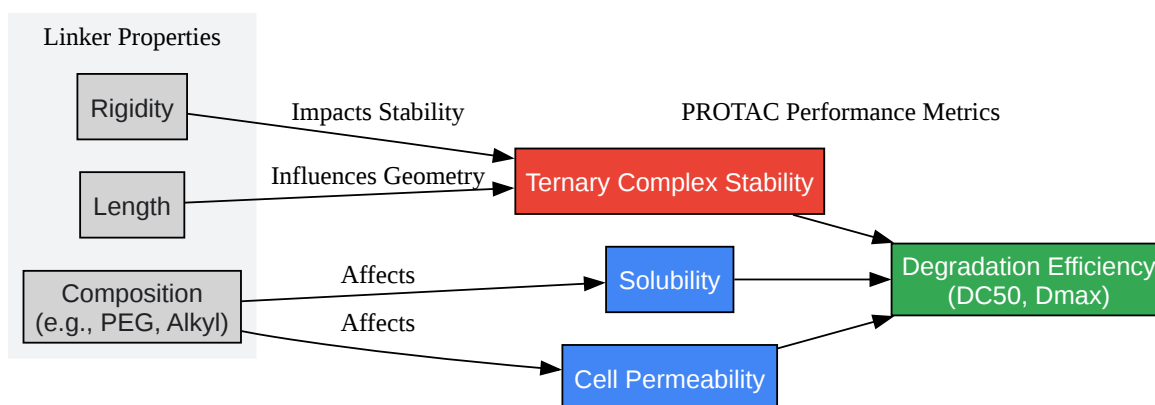 Linker Properties
Rigidity
Impacts Stability
PROTAC Performance Metrics
Ternary Complex Stability
Influences Geometry
Length
Composition
(e.g., PEG, Alkyl)
Affects
Solubility
Degradation Efficiency
(DC50, Dmax)
Affects
Cell Permeability